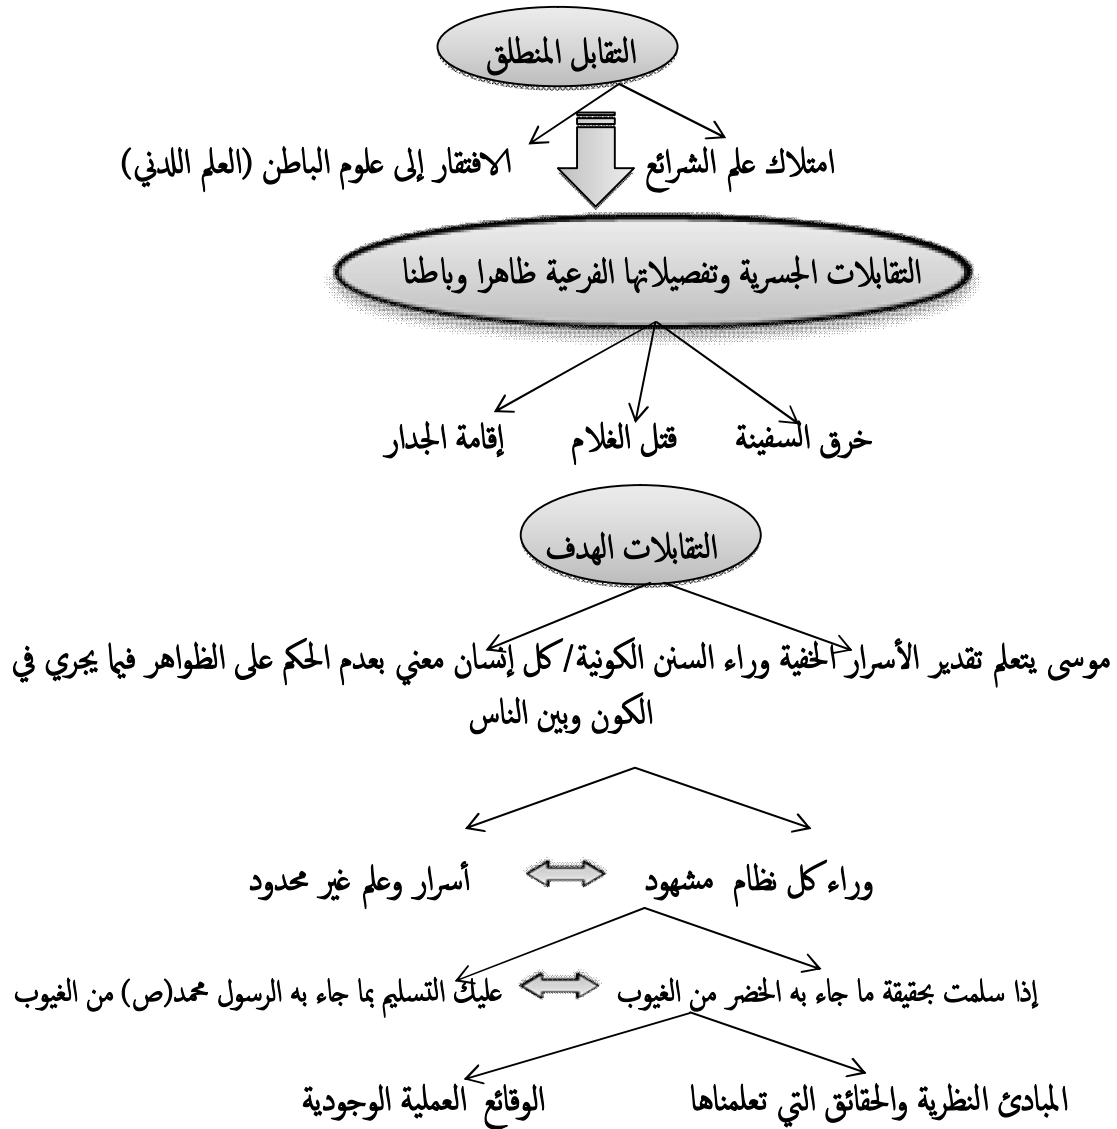 التقابل المنطلق
امتلاك علم الشرائع
الافتقار إلى علوم الباطن (العلم اللدني)
التقابلات الجسرية وتفصيلاتها الفرعية ظاهرا وباطنا
خرق السفينة
قتل الغلام
إقامة الجدار
التقابلات الهدف
موسى يتعلم تقدير الأسرار الخفية وراء السنن الكونية/كل إنسان معني بعدم الحكم على الظواهر فيما يجري في
الكون وبين الناس
وراء كل نظام مشهود
أسرار وعلم غير محدود
إذا سلمت بحقيقة ما جاء به الخضر من الغيوب
عليك التسليم بما جاء به الرسول محمد(ص) من الغيوب
المبادئ النظرية والحقائق التي تعلمناها
الوقائع العملية الوجودية